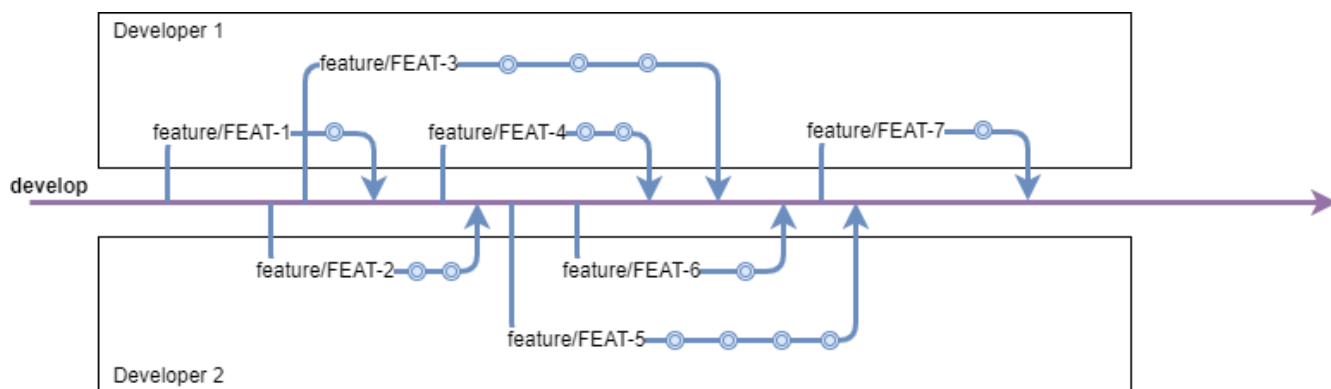 Developer 1
feature/FEAT-3
feature/FEAT-1
feature/FEAT-4
feature/FEAT-7
develop
feature/FEAT-2
feature/FEAT-6
feature/FEAT-5
Developer 2